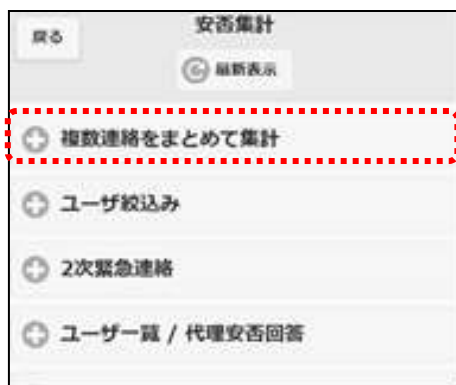 戻る
安否集計
最新表示
複数連絡をまとめて集計
ユーザ絞込み
2次緊急連絡
ユーザ一覧 / 代理安否回答